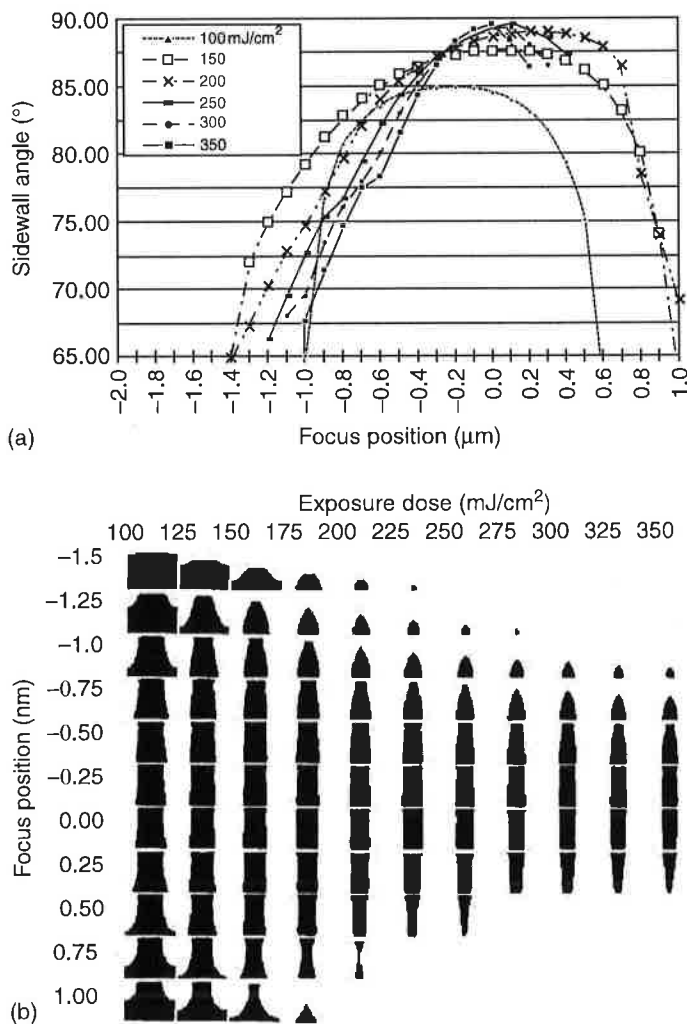 90.00
85.00
80.00
75.00
70.00
65.00
Sidewall angle (°)
100mJ/cm²
150
200
250
300
350
−2.0 −1.8 −1.6 −1.4 −1.2 −1.0 −0.8 −0.6 −0.4 −0.2 0.0 0.2 0.4 0.6 0.8 1.0
(a)
Focus position (μm)
Exposure dose (mJ/cm²)
100 125 150 175 200 225 250 275 300 325 350
−1.5
−1.25
−1.0
−0.75
−0.50
−0.25
0.00
0.25
0.50
0.75
1.00
Focus position (nm)
(b)